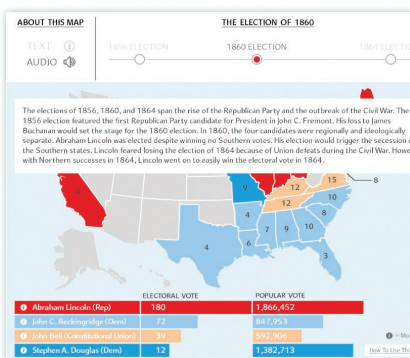 ABOUT THIS MAP
THE ELECTION OF 1860
TEXT
AUDIO
1856 ELECTION
1860 ELECTION
1864 ELECTION
The elections of 1856, 1860, and 1864 span the rise of the Republican Party and the outbreak of the Civil War. The
1856 election featured the first Republican Party candidate for President in John C. Fremont. His loss to James
Buchanan would set the stage for the 1860 election. In 1860, the four candidates were regionally and ideologically
separate. Abraham Lincoln was elected despite winning no Southern votes. His election would trigger the secession
the Southern states. Lincoln feared losing the election of 1864 because of Union defeats during the Civil War. Howe
with Northern successes in 1864, Lincoln went on to easily win the electoral vote in 1864.
4
9
12
15
8
12
10
4
8
7
9
10
4
6
3
ELECTORAL VOTE
POPULAR VOTE
Abraham Lincoln (Rep) 180 1,866,452
John C. Beckingridge (Dem) 72 847,953
John Bell (Constitutional Union) 39 592,906
Stephen A. Douglas (Dem) 12 1,382,713
= Mo
How To Use Th